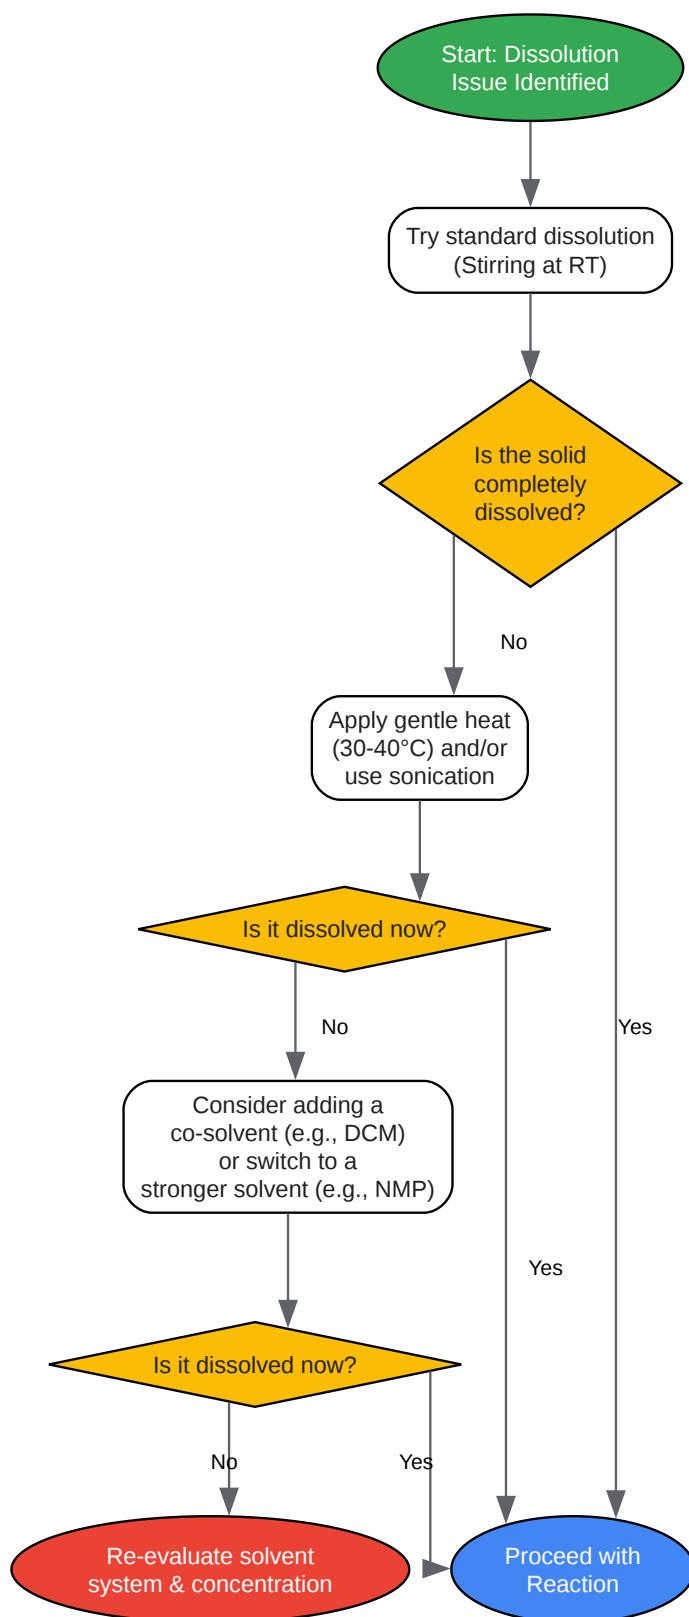 Start: Dissolution
Issue Identified
Try standard dissolution
(Stirring at RT)
Is the solid
completely
dissolved?
No
Apply gentle heat
(30-40°C) and/or
use sonication
Is it dissolved now?
No
Yes
Consider adding a
co-solvent (e.g., DCM)
or switch to a
stronger solvent (e.g., NMP)
Yes
Is it dissolved now?
No
Yes
Re-evaluate solvent
system & concentration
Proceed with
Reaction